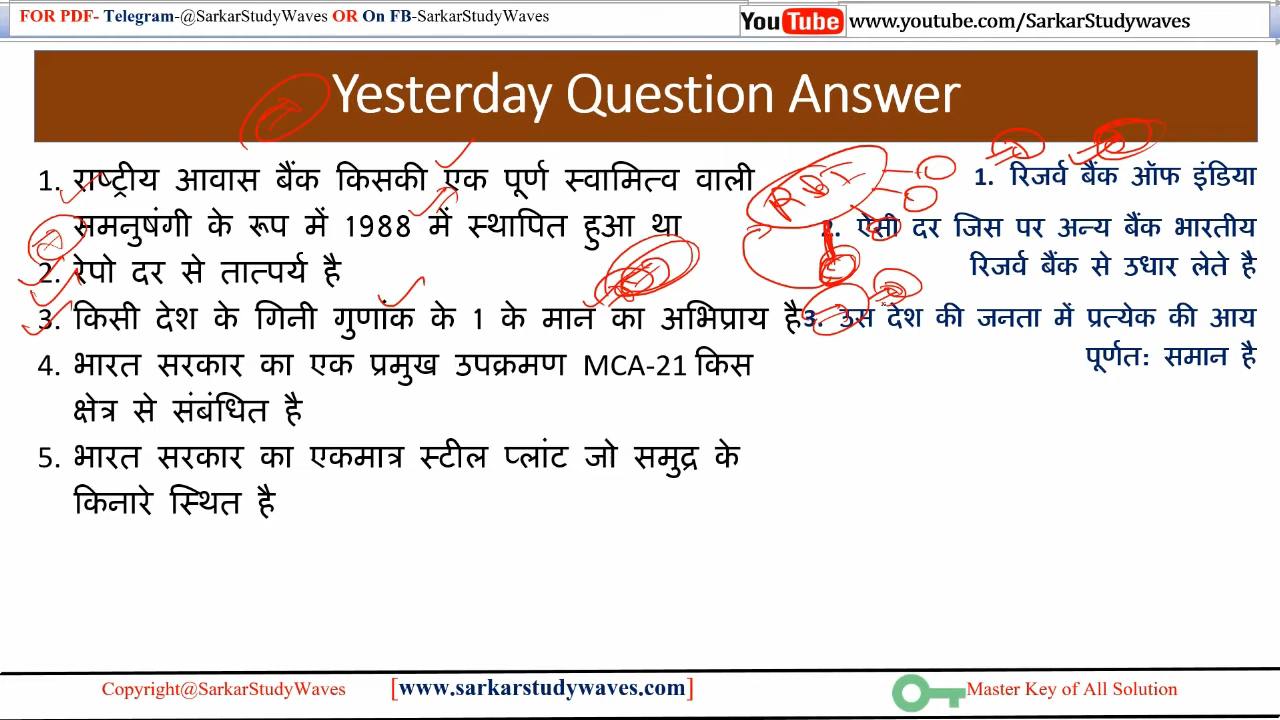 FOR PDF- Telegram-@SarkarStudyWaves OR On FB-SarkarStudyWaves
YouTube www.youtube.com/SarkarStudywaves
Yesterday Question Answer
1. राष्ट्रीय आवास बैंक किसकी एक पूर्ण स्वामित्व वाली
समनुषंगी के रूप में 1988 में स्थापित हुआ था
2. रेपो दर से तात्पर्य है
3. किसी देश के गिनी गुणांक के 1 के मान का अभिप्राय है
4. भारत सरकार का एक प्रमुख उपक्रमण MCA-21 किस
क्षेत्र से संबंधित है
5. भारत सरकार का एकमात्र स्टील प्लांट जो समुद्र के
किनारे स्थित है
1. रिजर्व बैंक ऑफ इंडिया
2. ऐसी दर जिस पर अन्य बैंक भारतीय
रिजर्व बैंक से उधार लेते है
3. उस देश की जनता में प्रत्येक की आय
पूर्णत: समान है
RBI
Copyright@SarkarStudyWaves
[www.sarkarstudywaves.com]
Master Key of All Solution